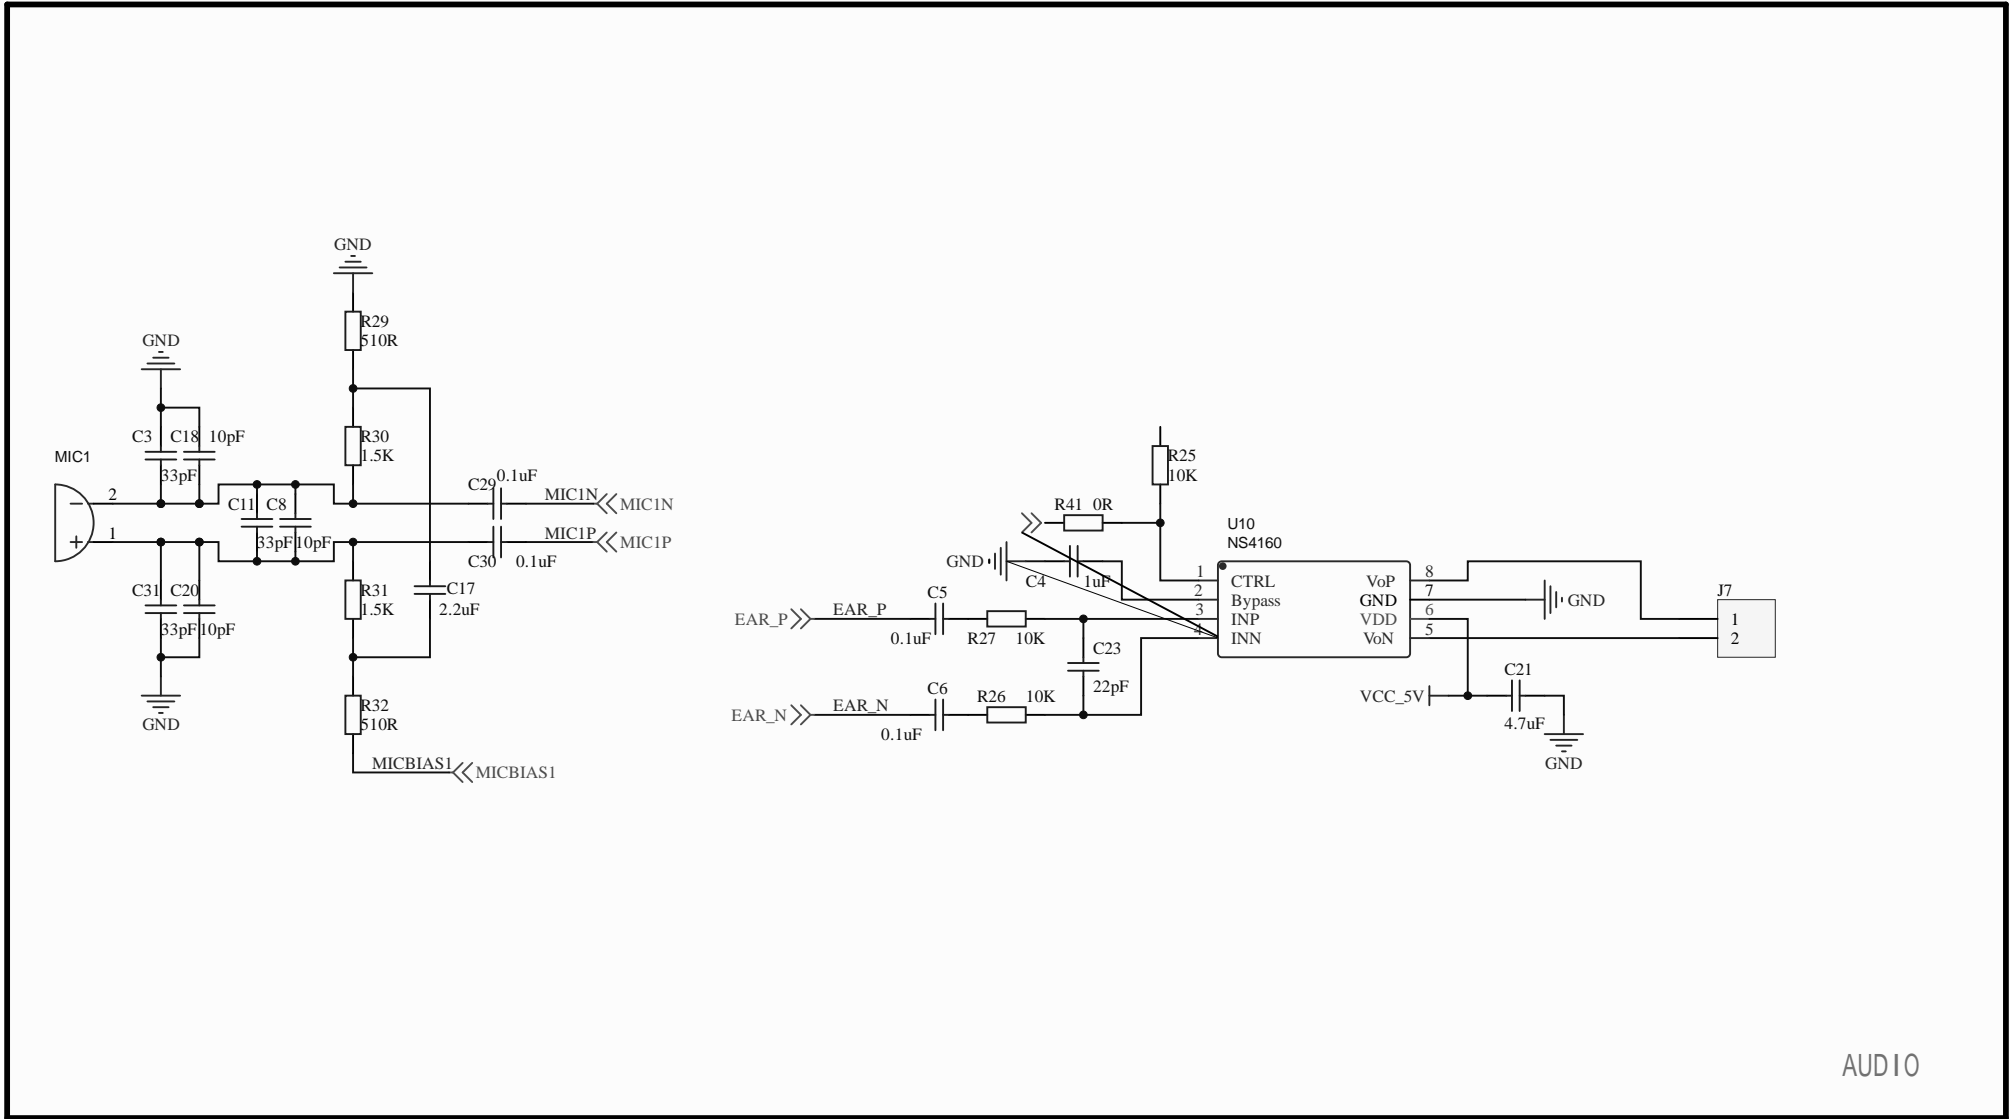 GND
R29
510R
GND
R30
1.5K
C3 C18 10pF
33pF
MIC1
2
1
C11 C8
33pF 10pF
C29 0.1uF
MIC1N MIC1N
MIC1P MIC1P
C30 0.1uF
C31 C20
33pF 10pF
R31
1.5K
C17
2.2uF
GND
R32
510R
MICBIAS1 MICBIAS1
R25
10K
R41 0R
GND
C4 1uF
EAR_P EAR_P
C5
0.1uF
R27 10K
C23
22pF
EAR_N EAR_N
C6
0.1uF
R26 10K
U10
NS4160
1 CTRL VoP 8
2 Bypass GND 7
3 INP VDD 6
4 INN VoN 5
GND
J7
1
2
VCC_5V
C21
4.7uF
GND
AUDIO